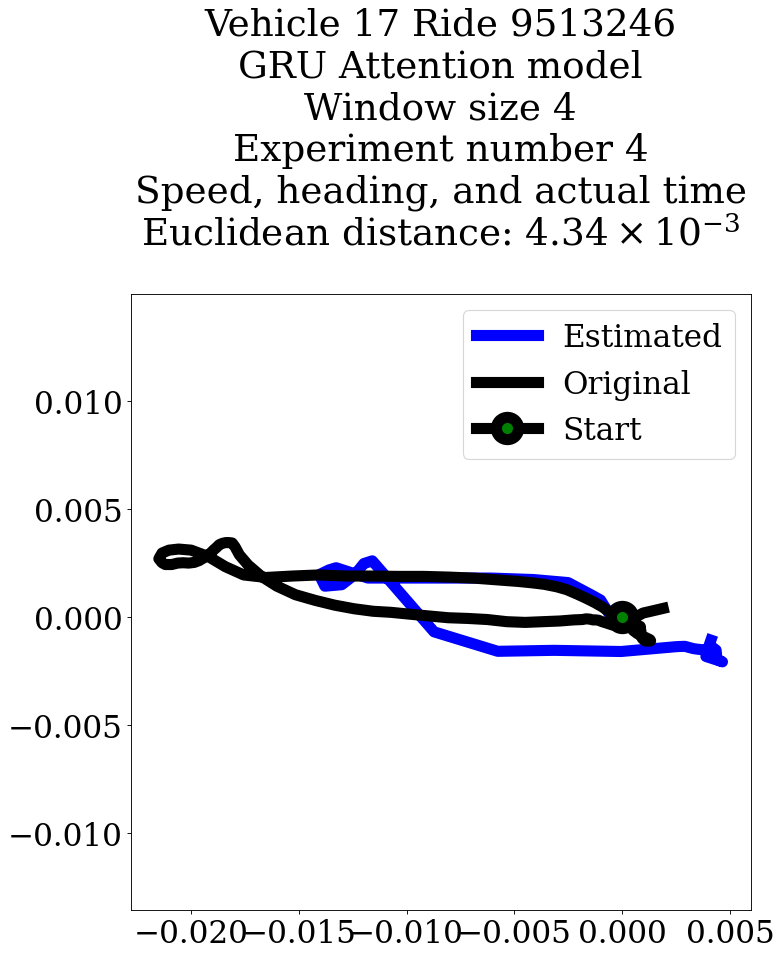 Vehicle 17 Ride 9513246
GRU Attention model
Window size 4
Experiment number 4
Speed, heading, and actual time
Euclidean distance: 4.34 × 10⁻³
Estimated
Original
Start
0.010
0.005
0.000
−0.005
−0.010
−0.020 −0.015 −0.010 −0.005 0.000 0.005